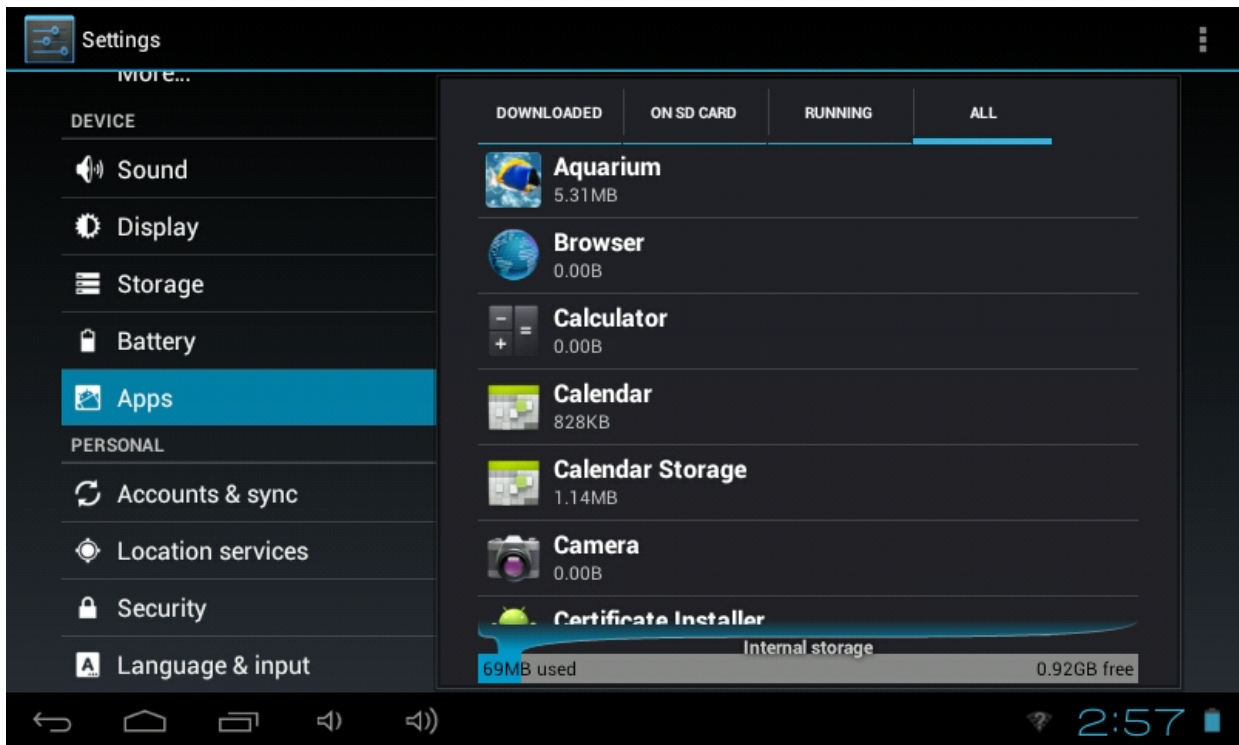 Settings
More...
DEVICE
Sound
Display
Storage
Battery
Apps
PERSONAL
Accounts & sync
Location services
Security
Language & input
DOWNLOADED
ON SD CARD
RUNNING
ALL
Aquarium
5.31MB
Browser
0.00B
Calculator
0.00B
Calendar
828KB
Calendar Storage
1.14MB
Camera
0.00B
Certificate Installer
Internal storage
69MB used
0.92GB free
2:57